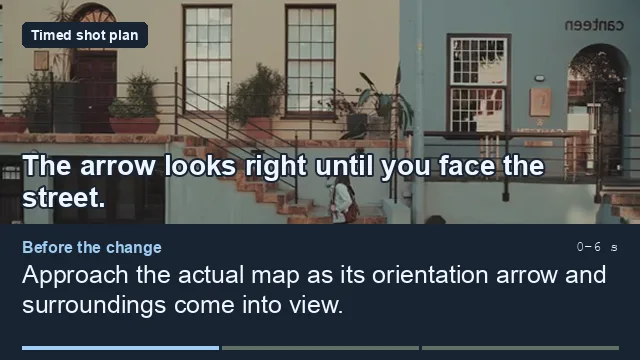 Timed shot plan
canteen
The arrow looks right until you face the
street.
Before the change
0–6 s
Approach the actual map as its orientation arrow and
surroundings come into view.